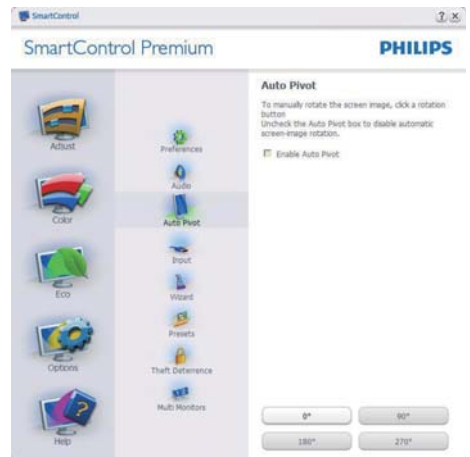 SmartControl
? x
SmartControl Premium
PHILIPS
Adjust
Color
Eco
Options
Help
Preferences
Audio
Auto Pivot
Input
Wizard
Presets
Theft Deterrence
Multi Monitors
Auto Pivot
To manually rotate the screen image, click a rotation
button
Uncheck the Auto Pivot box to disable automatic
screen-image rotation.
Enable Auto Pivot
0°
90°
180°
270°